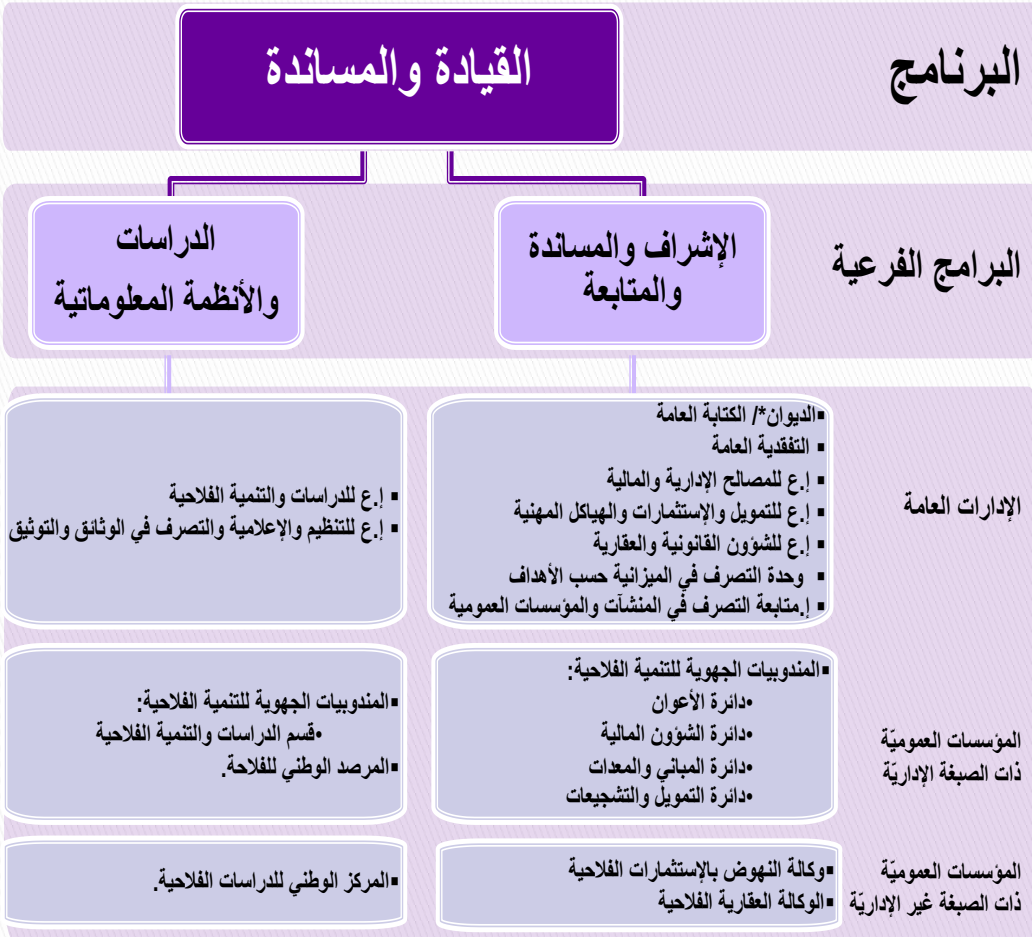 البرنامج
القيادة والمساندة
البرامج الفرعية
الإشراف والمساندة
والمتابعة
الدراسات
والأنظمة المعلوماتية
الإدارات العامة
▪الديوان*/ الكتابة العامة
▪ التفقدية العامة
▪ إ.ع للمصالح الإدارية والمالية
▪ إ.ع للتمويل والإستثمارات والهياكل المهنية
▪ إ.ع للشؤون القانونية والعقارية
▪ وحدة التصرف في الميزانية حسب الأهداف
▪ إ.متابعة التصرف في المنشآت والمؤسسات العمومية
▪ إ.ع للدراسات والتنمية الفلاحية
▪ إ.ع للتنظيم والإعلامية والتصرف في الوثائق والتوثيق
المؤسسات العموميّة
ذات الصبغة الإداريّة
▪المندوبيات الجهوية للتنمية الفلاحية:
•دائرة الأعوان
•دائرة الشؤون المالية
•دائرة المباني والمعدات
•دائرة التمويل والتشجيعات
▪المندوبيات الجهوية للتنمية الفلاحية:
•قسم الدراسات والتنمية الفلاحية
▪المرصد الوطني للفلاحة.
المؤسسات العموميّة
ذات الصبغة غير الإداريّة
▪وكالة النهوض بالإستثمارات الفلاحية
▪الوكالة العقارية الفلاحية
▪المركز الوطني للدراسات الفلاحية.